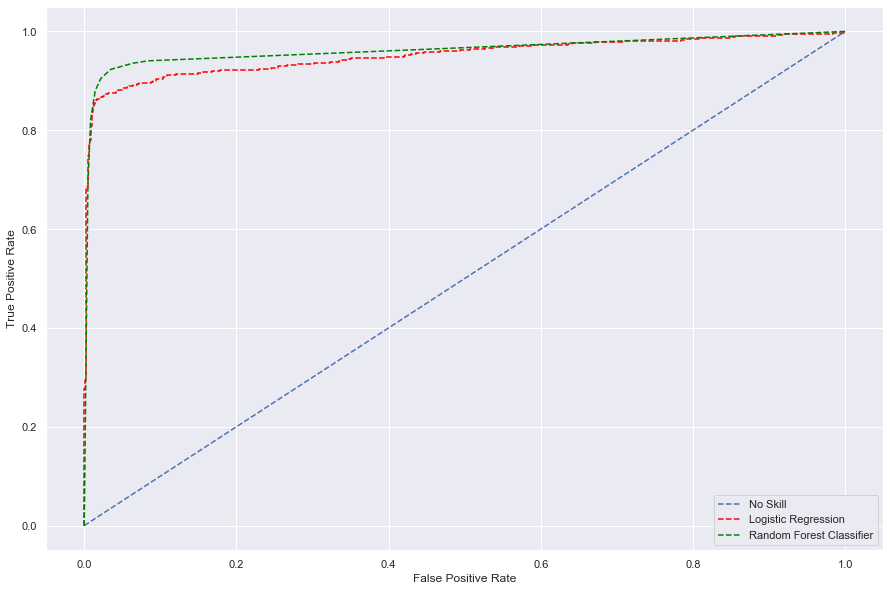 1.0
0.8
0.6
0.4
0.2
0.0
True Positive Rate
0.0 0.2 0.4 0.6 0.8 1.0
False Positive Rate
No Skill
Logistic Regression
Random Forest Classifier